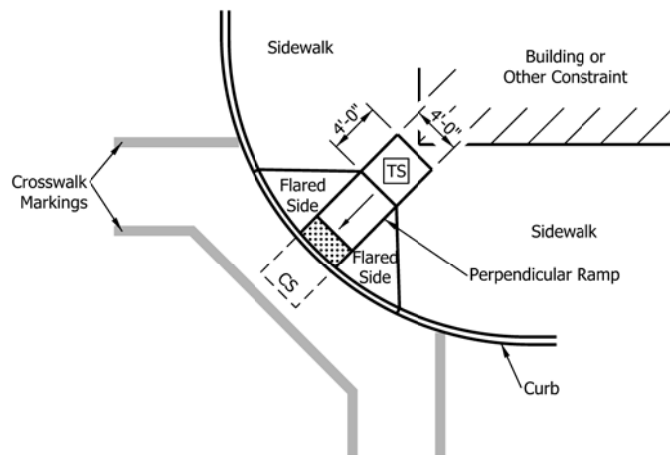 Sidewalk
Building or
Other Constraint
4'-0"
4'-0"
TS
Crosswalk
Markings
Flared
Side
Sidewalk
Flared
Side
Perpendicular Ramp
CS
Curb